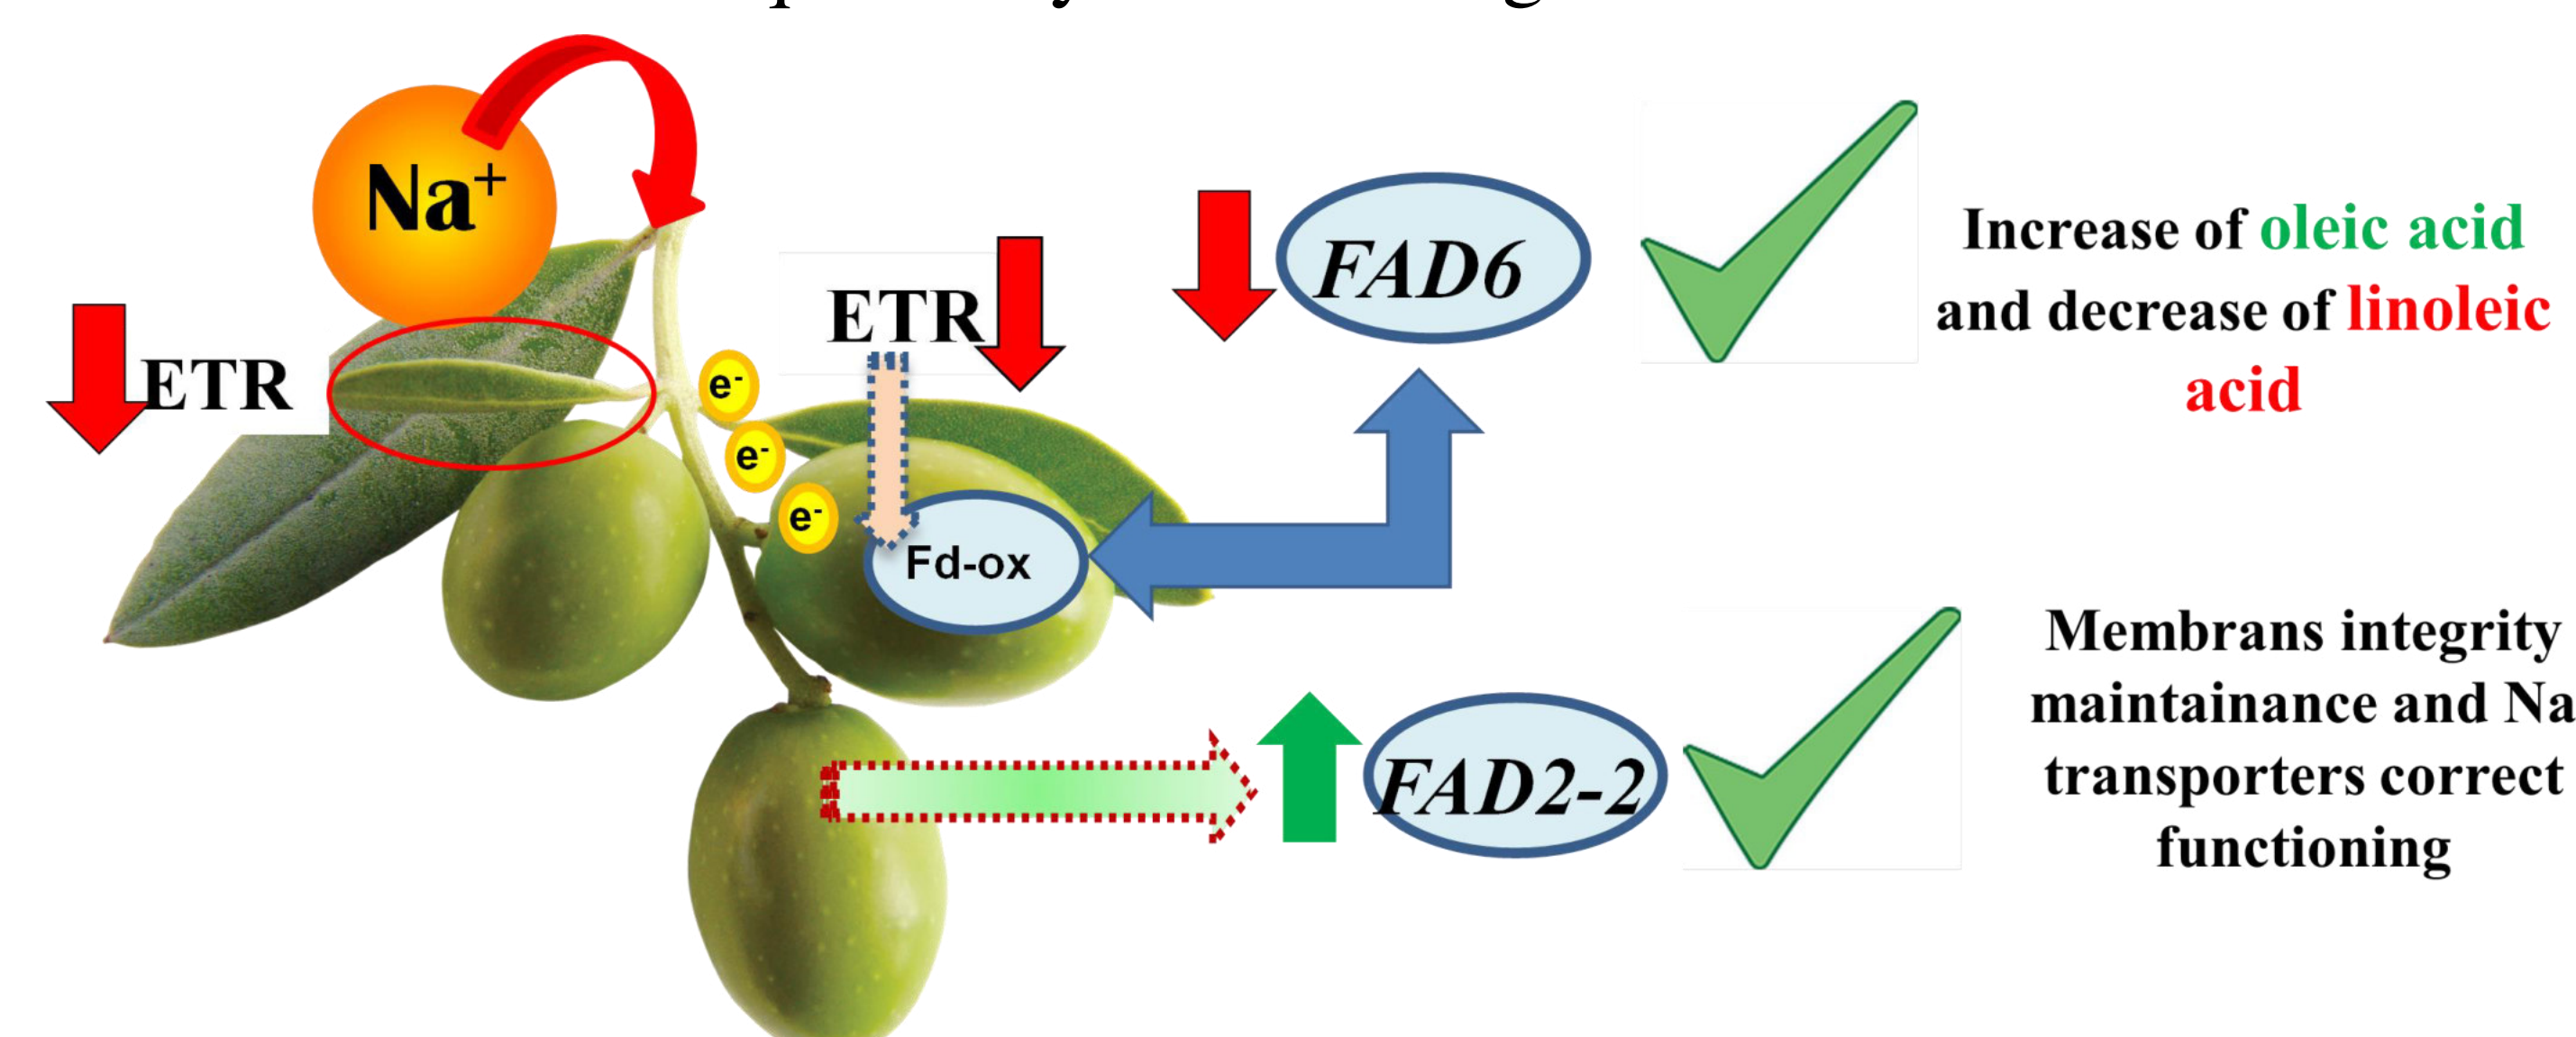 Na+
ETR
ETR
e-
e-
e-
Fd-ox
FAD6
Increase of oleic acid
and decrease of linoleic
acid
FAD2-2
Membrans integrity
maintainance and Na
transporters correct
functioning